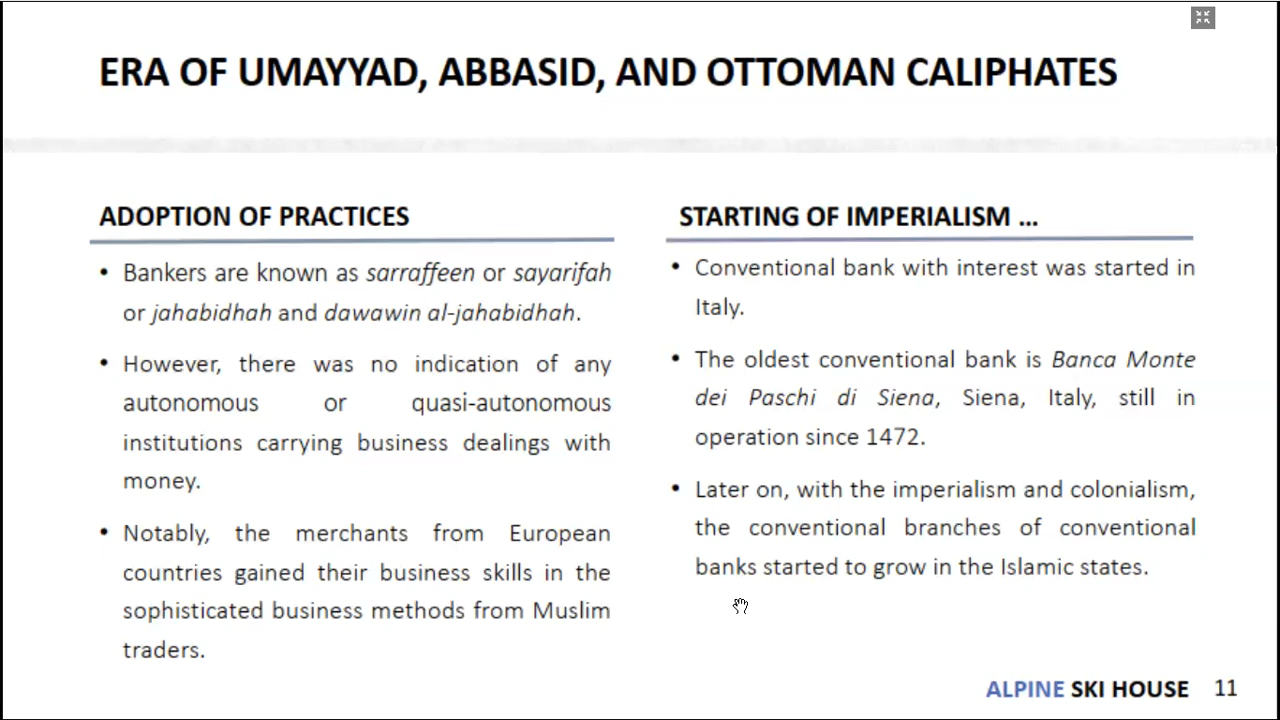 ERA OF UMAYYAD, ABBASID, AND OTTOMAN CALIPHATES
ADOPTION OF PRACTICES
• Bankers are known as sarraffeen or sayarifah
or jahabidhah and dawawin al-jahabidhah.
• However, there was no indication of any
autonomous or quasi-autonomous
institutions carrying business dealings with
money.
• Notably, the merchants from European
countries gained their business skills in the
sophisticated business methods from Muslim
traders.
STARTING OF IMPERIALISM ...
• Conventional bank with interest was started in
Italy.
• The oldest conventional bank is Banca Monte
dei Paschi di Siena, Siena, Italy, still in
operation since 1472.
• Later on, with the imperialism and colonialism,
the conventional branches of conventional
banks started to grow in the Islamic states.
ALPINE SKI HOUSE 11